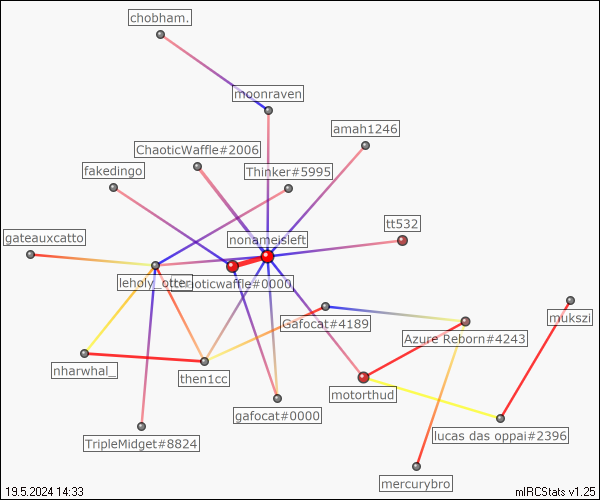 chobham.
moonraven
amah1246
ChaoticWaffle#2006
fakedingo
Thinker#5995
tt532
nonameisleft
gateauxcatto
leholy_otter
chaoticwaffle#0000
mukszi
Gafocat#4189
Azure Reborn#4243
nharwhal_
then1cc
motorthud
gafocat#0000
lucas das oppai#2396
TripleMidget#8824
mercurybro
19.5.2024 14:33
mIRCStats v1.25